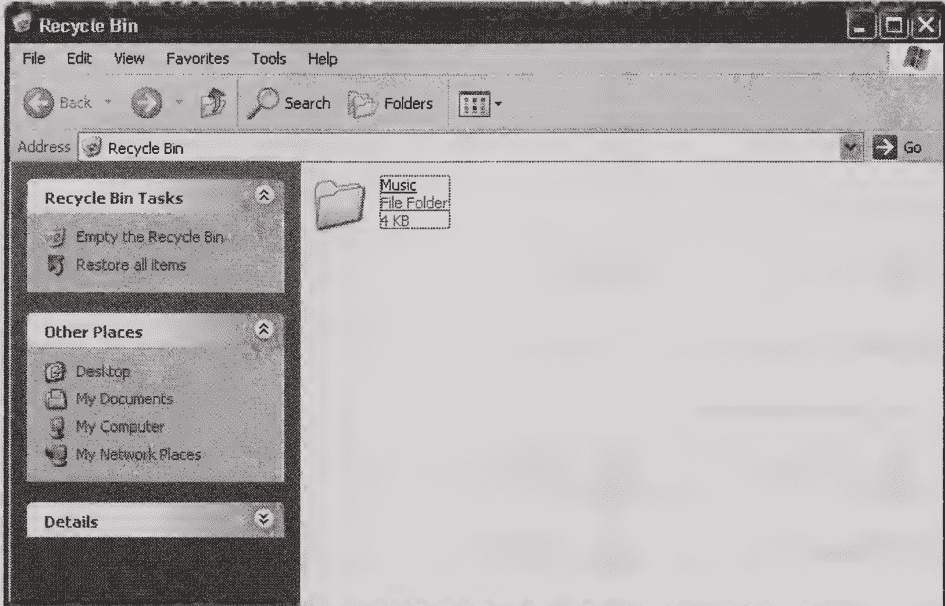 Recycle Bin
File Edit View Favorites Tools Help
Back Search Folders
Address Recycle Bin Go
Recycle Bin Tasks
Empty the Recycle Bin
Restore all items
Other Places
Desktop
My Documents
My Computer
My Network Places
Details
Music
File Folder
4 KB